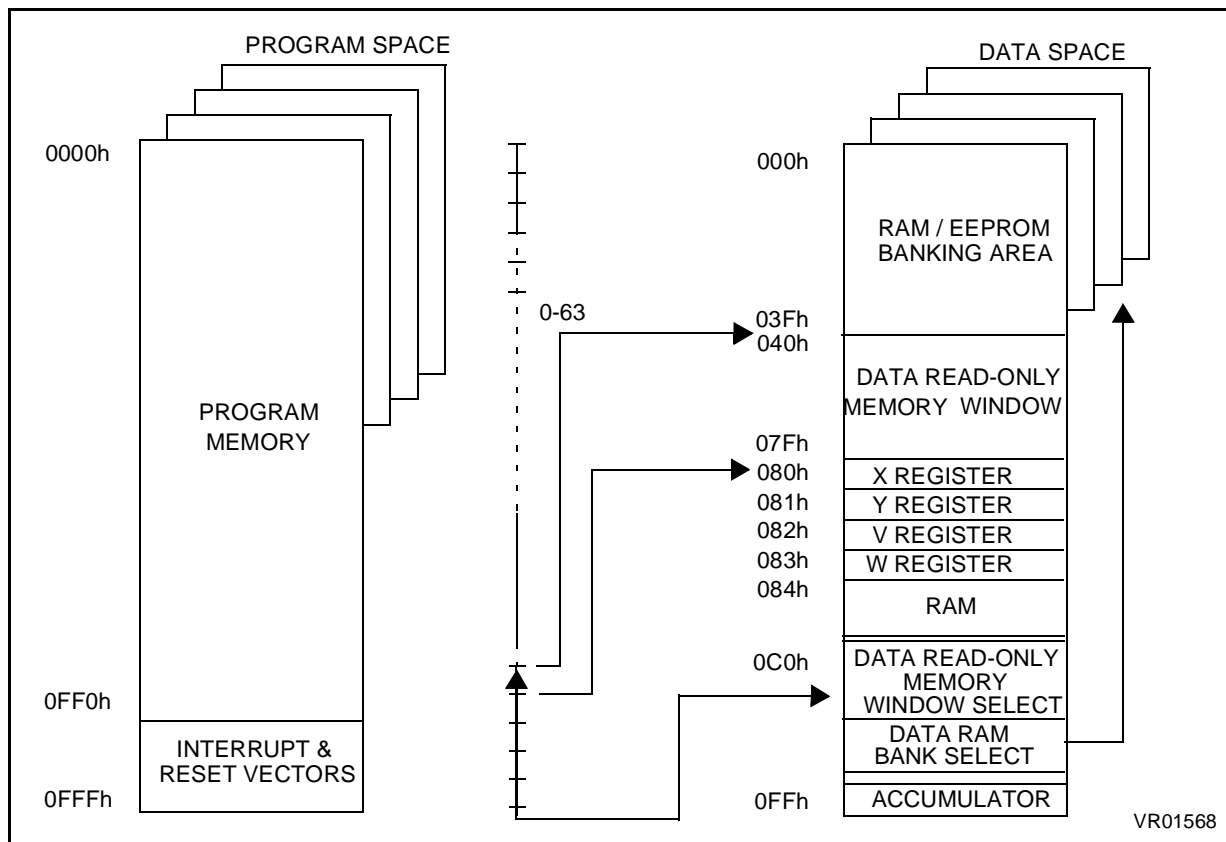 PROGRAM SPACE
0000h
PROGRAM
MEMORY
0FF0h
INTERRUPT &
RESET VECTORS
0FFFh
0-63
DATA SPACE
000h
RAM / EEPROM
BANKING AREA
03Fh
040h
DATA READ-ONLY
MEMORY WINDOW
07Fh
080h
X REGISTER
081h
Y REGISTER
082h
V REGISTER
083h
W REGISTER
084h
RAM
0C0h
DATA READ-ONLY
MEMORY
WINDOW SELECT
DATA RAM
BANK SELECT
0FFh
ACCUMULATOR
VR01568